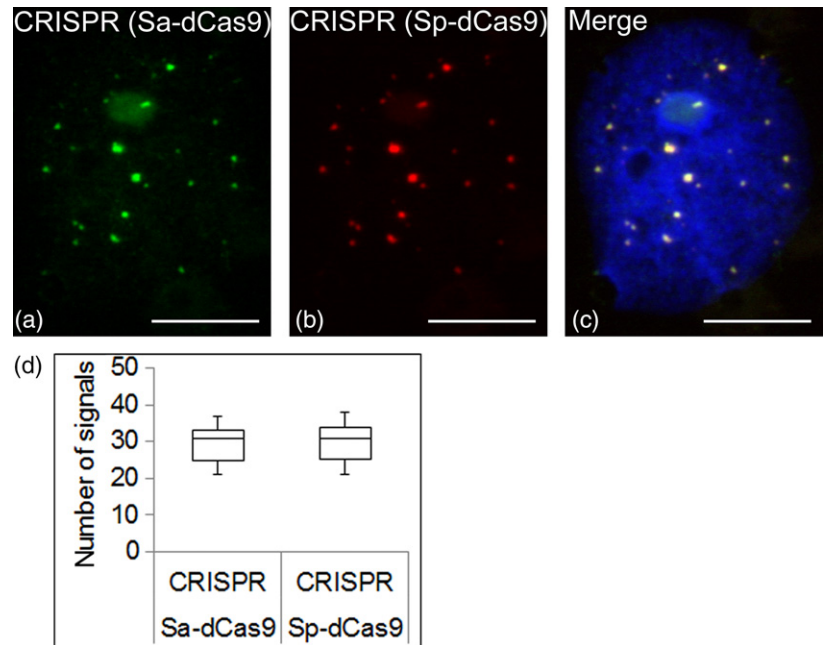 CRISPR (Sa-dCas9)
CRISPR (Sp-dCas9)
Merge
(a)
(b)
(c)
(d)
Number of signals
50
40
30
20
10
0
CRISPR
Sa-dCas9
CRISPR
Sp-dCas9